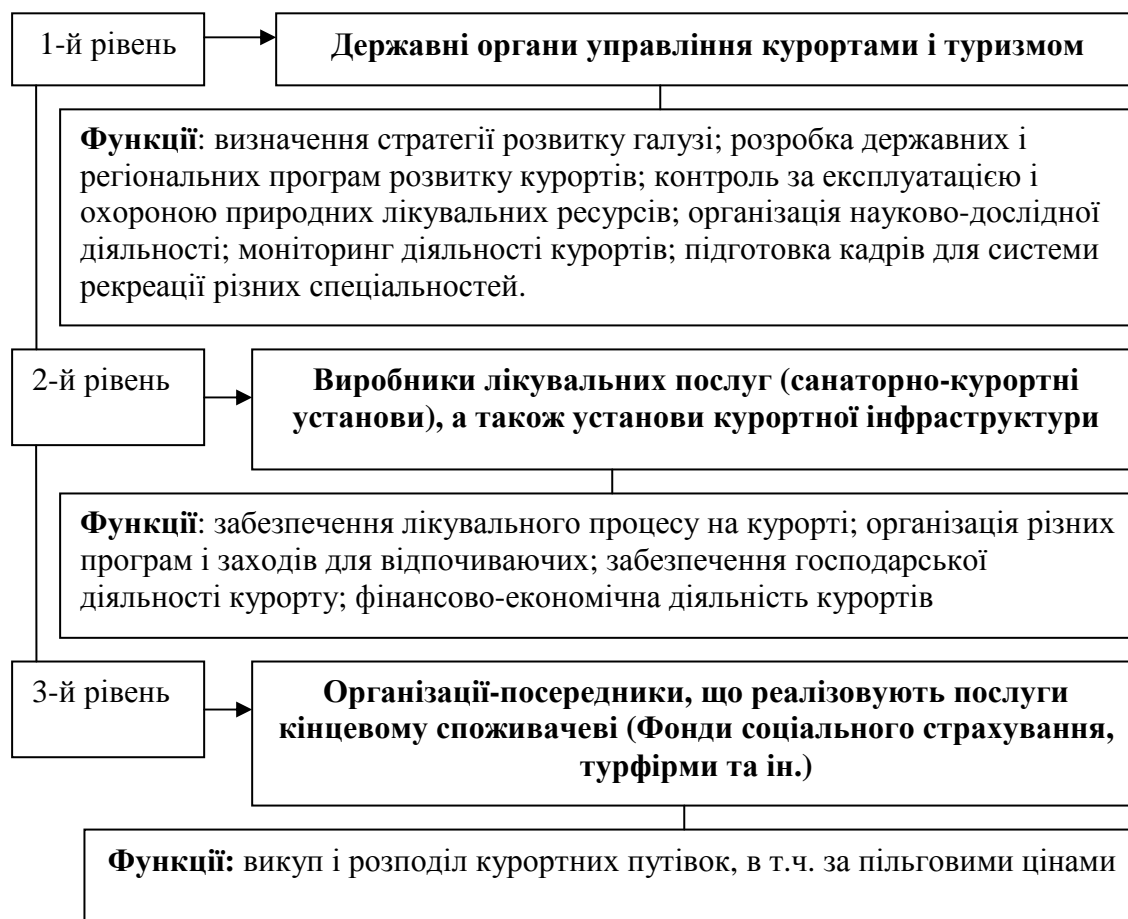 1-й рівень
Державні органи управління курортами і туризмом
Функції: визначення стратегії розвитку галузі; розробка державних і
регіональних програм розвитку курортів; контроль за експлуатацією і
охороною природних лікувальних ресурсів; організація науково-дослідної
діяльності; моніторинг діяльності курортів; підготовка кадрів для системи
рекреації різних спеціальностей.
2-й рівень
Виробники лікувальних послуг (санаторно-курортні
установи), а також установи курортної інфраструктури
Функції: забезпечення лікувального процесу на курорті; організація різних
програм і заходів для відпочиваючих; забезпечення господарської
діяльності курорту; фінансово-економічна діяльність курортів
3-й рівень
Організації-посередники, що реалізовують послуги
кінцевому споживачеві (Фонди соціального страхування,
турфірми та ін.)
Функції: викуп і розподіл курортних путівок, в т.ч. за пільговими цінами